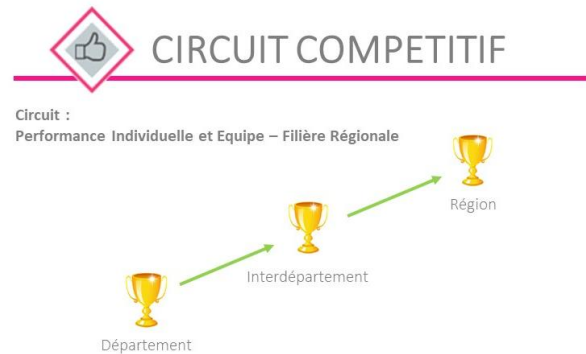 CIRCUIT COMPETITIF
Circuit :
Performance Individuelle et Equipe – Filière Régionale
Région
Interdépartement
Département